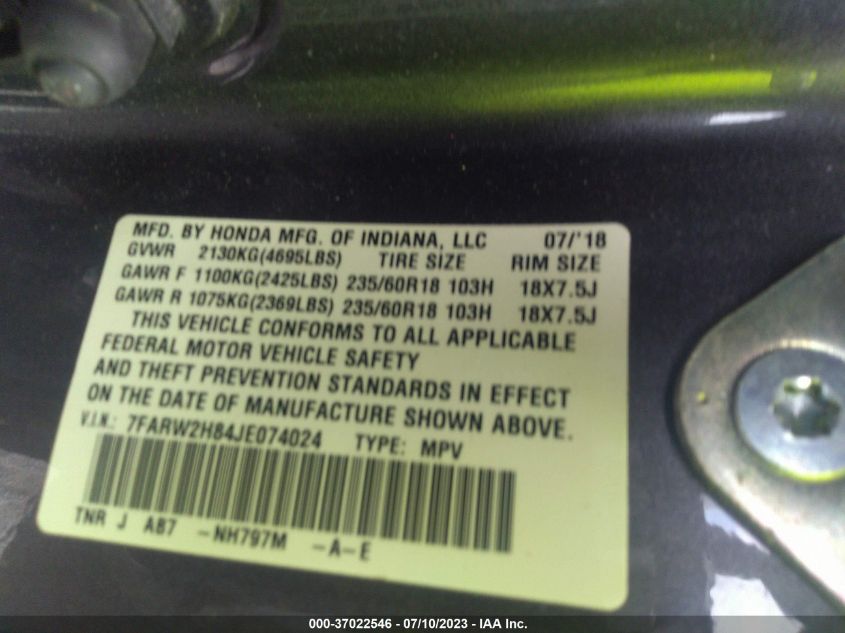 MFD. BY HONDA MFG. OF INDIANA, LLC 07/'18
GVWR 2130KG(4695LBS) TIRE SIZE RIM SIZE
GAWR F 1100KG(2425LBS) 235/60R18 103H 18X7.5J
GAWR R 1075KG(2369LBS) 235/60R18 103H 18X7.5J
THIS VEHICLE CONFORMS TO ALL APPLICABLE
FEDERAL MOTOR VEHICLE SAFETY
AND THEFT PREVENTION STANDARDS IN EFFECT
ON THE DATE OF MANUFACTURE SHOWN ABOVE.
V.I.N.: 7FARW2H84JE074024 TYPE: MPV
TNR J A87 -NH797M -A-E
000-37022546 - 07/10/2023 - IAA Inc.